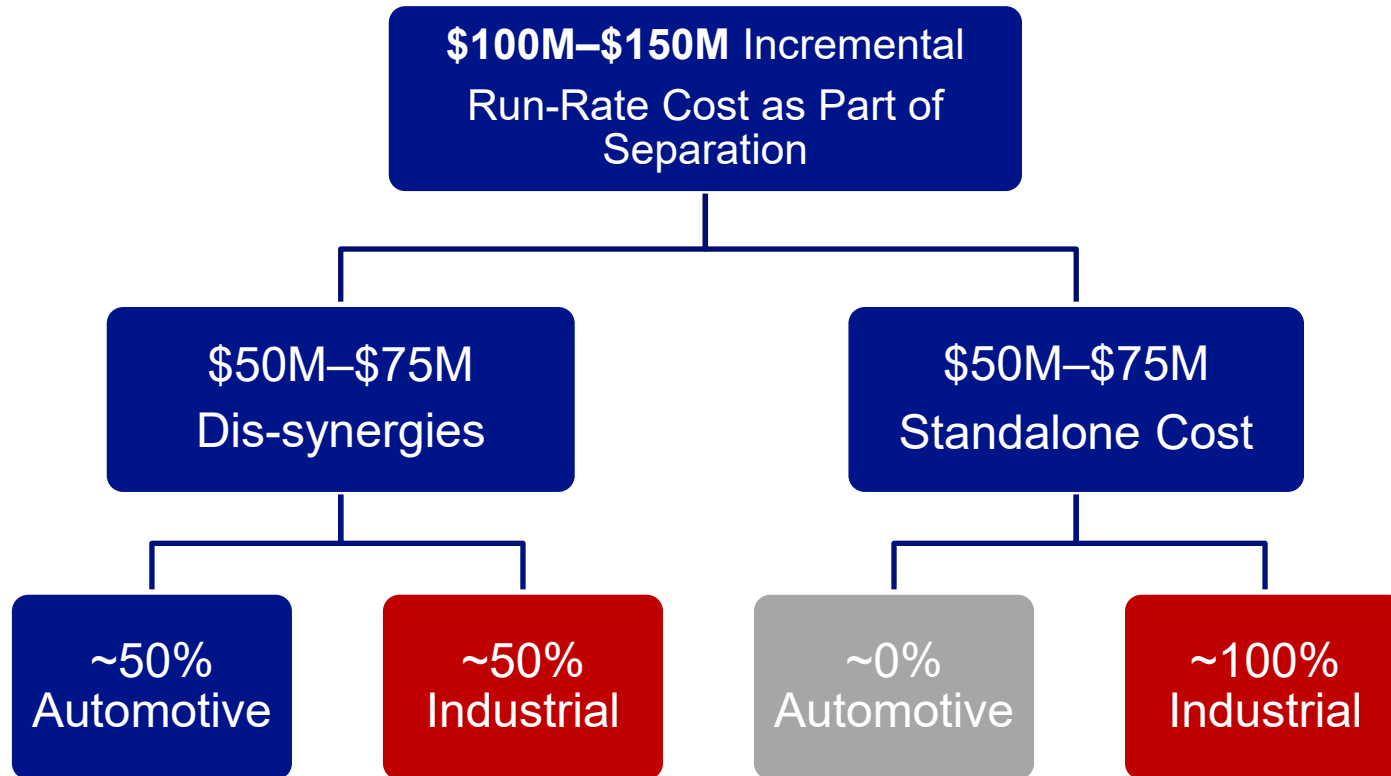 $100M–$150M Incremental
Run-Rate Cost as Part of
Separation
$50M–$75M
Dis-synergies
$50M–$75M
Standalone Cost
~50%
Automotive
~50%
Industrial
~0%
Automotive
~100%
Industrial